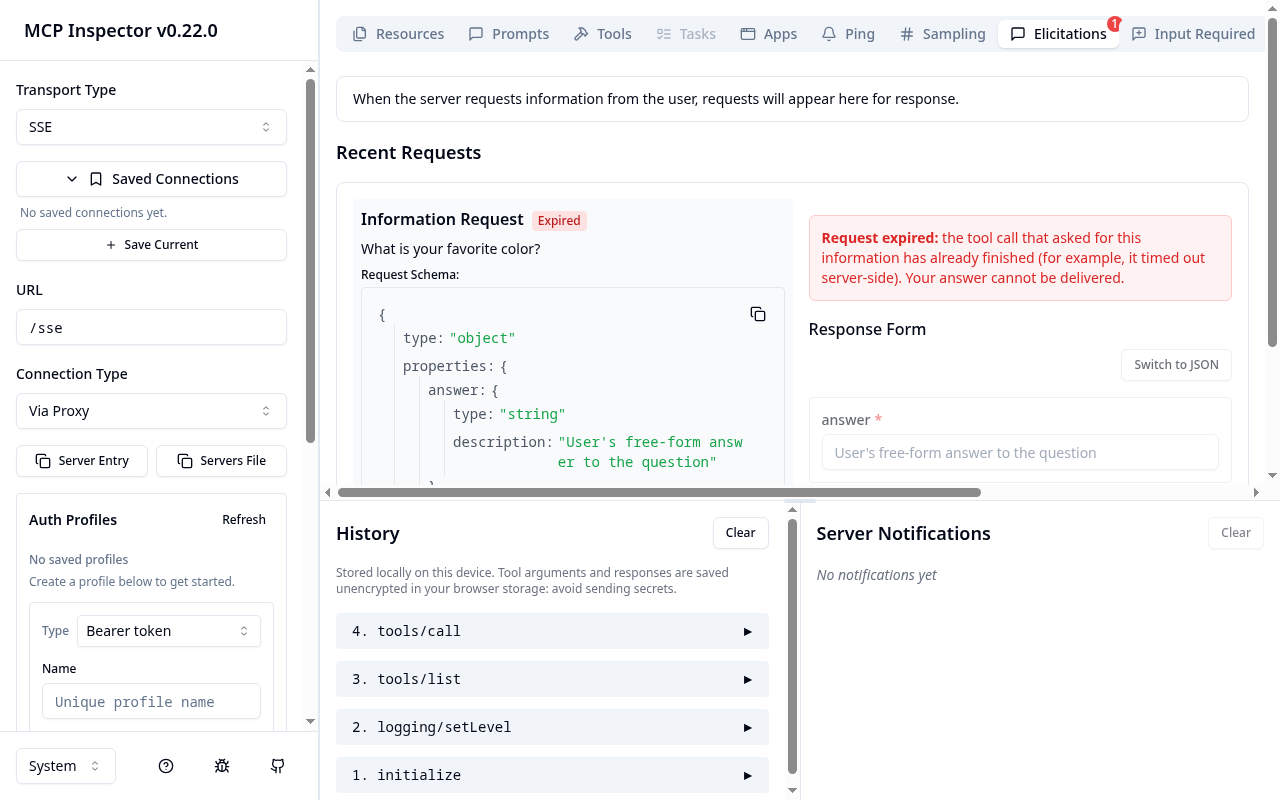 MCP Inspector v0.22.0
Transport Type
SSE
Saved Connections
No saved connections yet.
Save Current
URL
/sse
Connection Type
Via Proxy
Server Entry
Servers File
Auth Profiles
Refresh
No saved profiles
Create a profile below to get started.
Type
Bearer token
Name
Unique profile name
System
Resources
Prompts
Tools
Tasks
Apps
Ping
Sampling
Elicitations
1
Input Required
When the server requests information from the user, requests will appear here for response.
Recent Requests
Information Request
Expired
What is your favorite color?
Request Schema:
{
type: "object"
properties: {
answer: {
type: "string"
description: "User's free-form answ
er to the question"
}
Request expired: the tool call that asked for this
information has already finished (for example, it timed out
server-side). Your answer cannot be delivered.
Response Form
Switch to JSON
answer *
User's free-form answer to the question
History
Clear
Stored locally on this device. Tool arguments and responses are saved
unencrypted in your browser storage: avoid sending secrets.
4. tools/call
3. tools/list
2. logging/setLevel
1. initialize
Server Notifications
Clear
No notifications yet